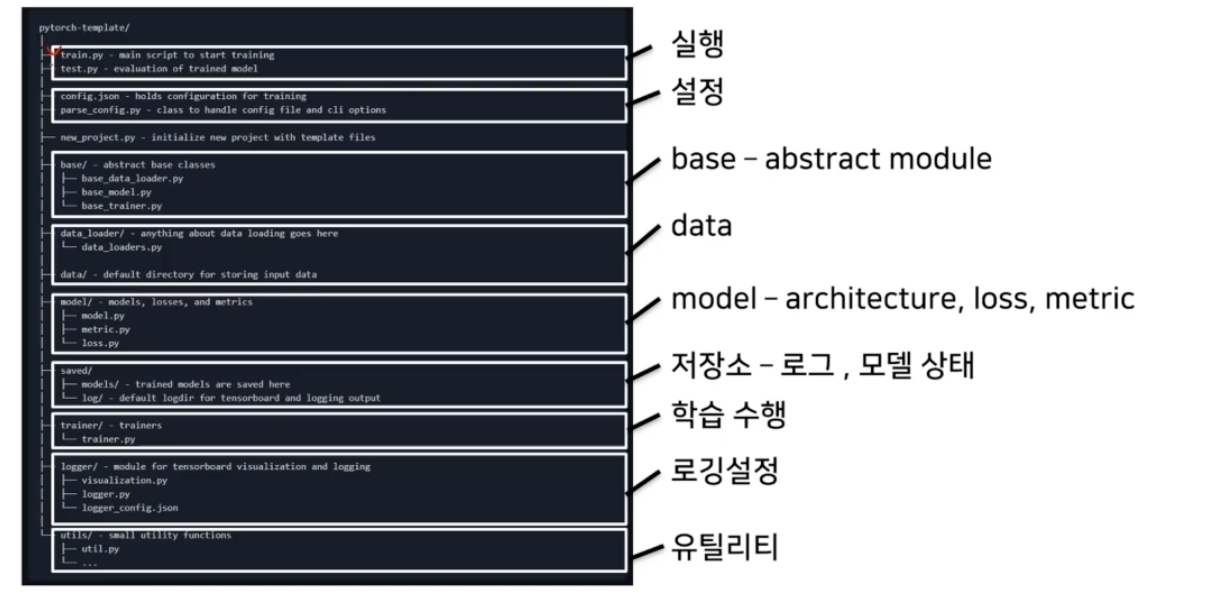 pytorch-template/
│
├── train.py - main script to start training
├── test.py - evaluation of trained model
│
├── config.json - holds configuration for training
├── parse_config.py - class to handle config file and cli options
│
├── new_project.py - initialize new project with template files
│
├── base/ - abstract base classes
│   ├── base_data_loader.py
│   ├── base_model.py
│   └── base_trainer.py
│
├── data_loader/ - anything about data loading goes here
│   └── data_loaders.py
│
├── data/ - default directory for storing input data
│
├── model/ - models, losses, and metrics
│   ├── model.py
│   ├── metric.py
│   └── loss.py
│
├── saved/
│   ├── models/ - trained models are saved here
│   └── log/ - default logdir for tensorboard and logging output
│
├── trainer/ - trainers
│   └── trainer.py
│
├── logger/ - module for tensorboard visualization and logging
│   ├── visualization.py
│   ├── logger.py
│   └── logger_config.json
│
└── utils/ - small utility functions
    ├── util.py
    └── ...
실행
설정
base – abstract module
data
model – architecture, loss, metric
저장소 – 로그 , 모델 상태
학습 수행
로깅설정
유틸리티